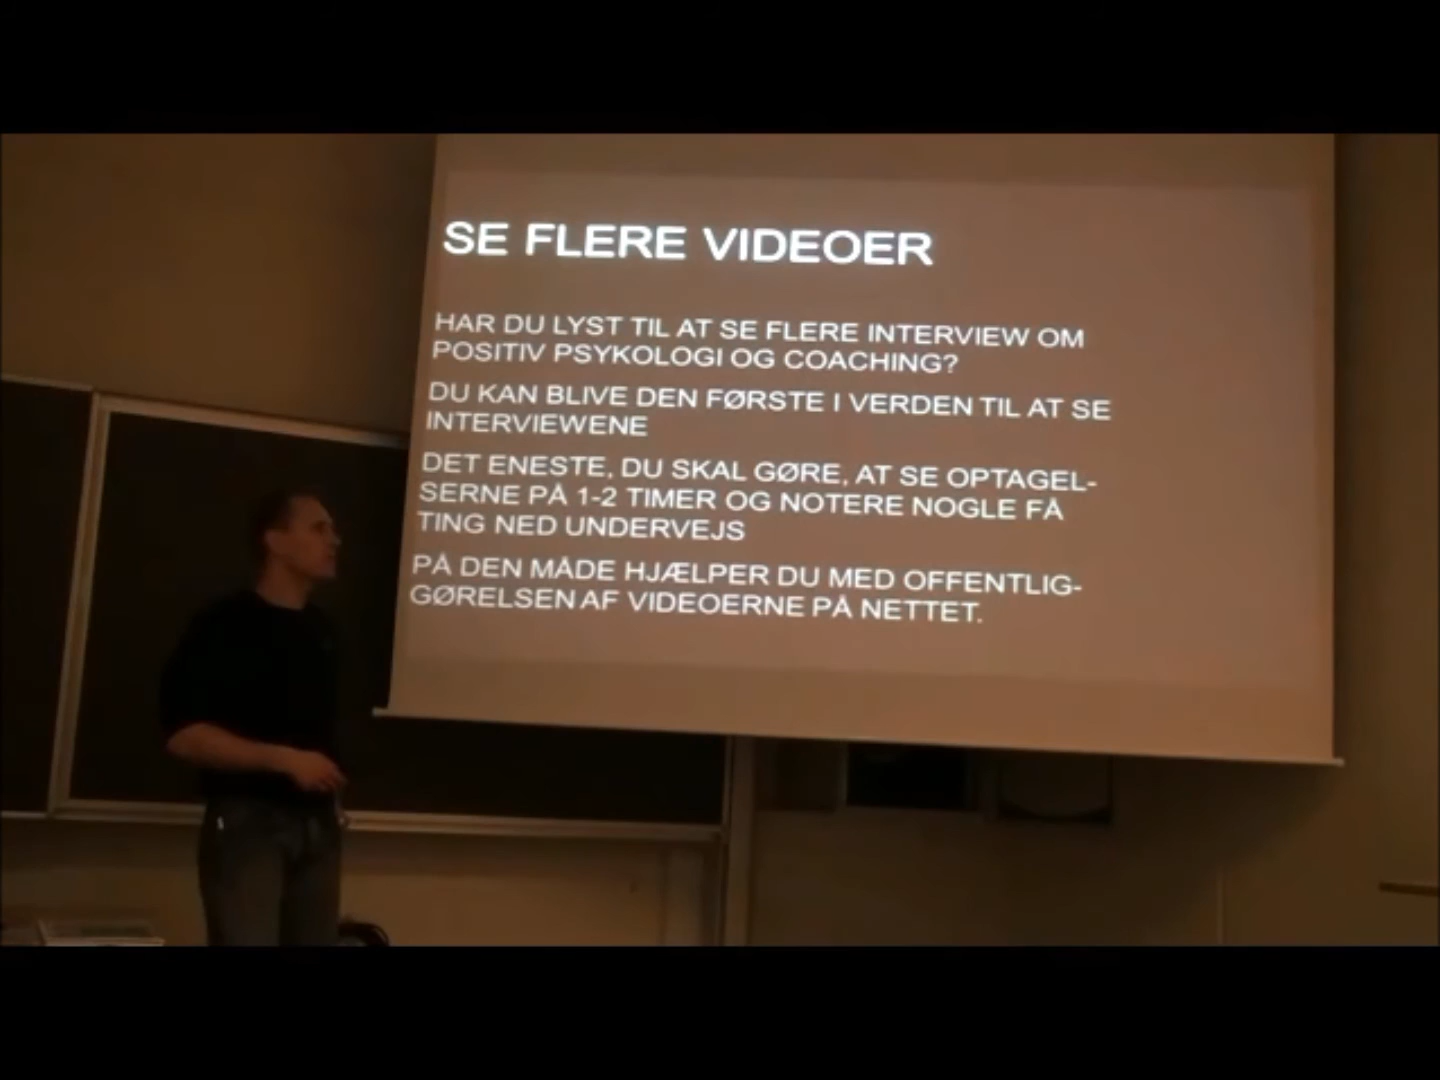 SE FLERE VIDEOER
HAR DU LYST TIL AT SE FLERE INTERVIEW OM
POSITIV PSYKOLOGI OG COACHING?
DU KAN BLIVE DEN FØRSTE I VERDEN TIL AT SE
INTERVIEWENE
DET ENESTE, DU SKAL GØRE, AT SE OPTAGEL-
SERNE PÅ 1-2 TIMER OG NOTERE NOGLE FÅ
TING NED UNDERVEJS
PÅ DEN MÅDE HJÆLPER DU MED OFFENTLIG-
GØRELSEN AF VIDEOERNE PÅ NETTET.